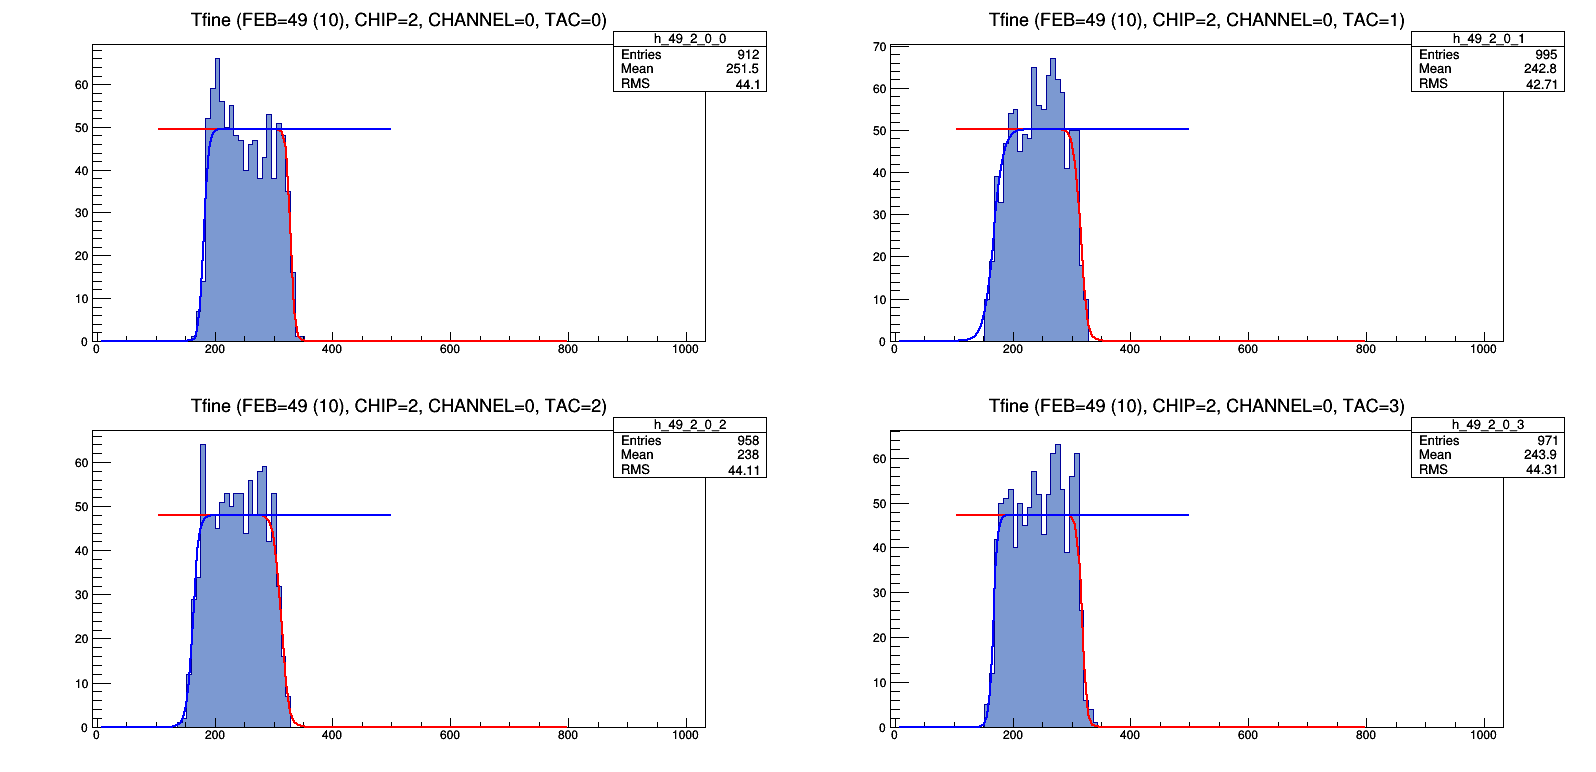 Tfine (FEB=49 (10), CHIP=2, CHANNEL=0, TAC=0)
h_49_2_0_0
Entries 912
Mean 251.5
RMS 44.1
60
50
40
30
20
10
0
0 200 400 600 800 1000
Tfine (FEB=49 (10), CHIP=2, CHANNEL=0, TAC=1)
h_49_2_0_1
Entries 995
Mean 242.8
RMS 42.71
70
60
50
40
30
20
10
0
0 200 400 600 800 1000
Tfine (FEB=49 (10), CHIP=2, CHANNEL=0, TAC=2)
h_49_2_0_2
Entries 958
Mean 238
RMS 44.11
60
50
40
30
20
10
0
0 200 400 600 800 1000
Tfine (FEB=49 (10), CHIP=2, CHANNEL=0, TAC=3)
h_49_2_0_3
Entries 971
Mean 243.9
RMS 44.31
60
50
40
30
20
10
0
0 200 400 600 800 1000